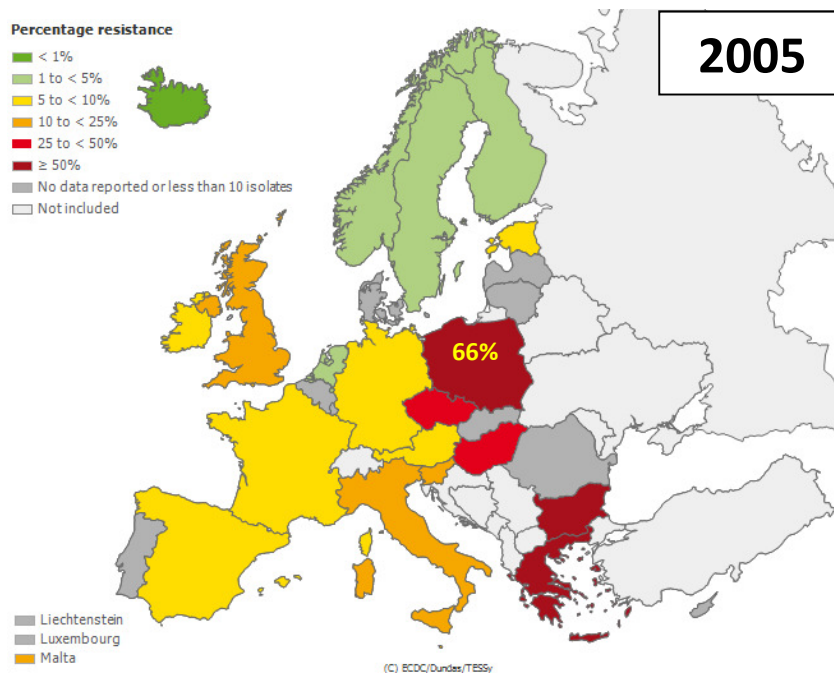 Percentage resistance
2005
< 1%
1 to < 5%
5 to < 10%
10 to < 25%
25 to < 50%
≥ 50%
No data reported or less than 10 isolates
Not included
66%
Liechtenstein
Luxembourg
Malta
(C) ECDC/Dundas/TESSy